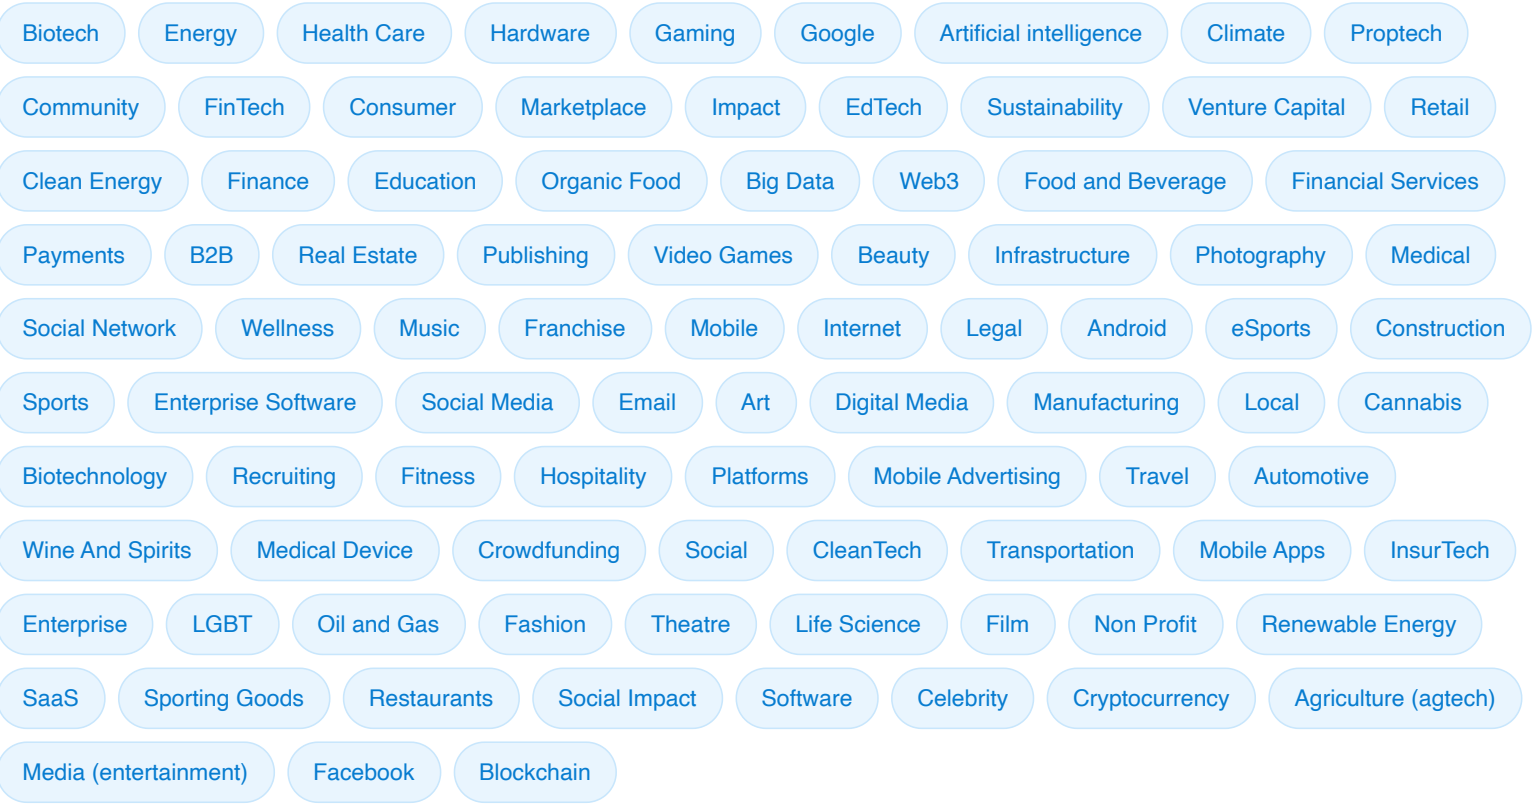 Biotech Energy Health Care Hardware Gaming Google Artificial intelligence Climate Proptech
Community FinTech Consumer Marketplace Impact EdTech Sustainability Venture Capital Retail
Clean Energy Finance Education Organic Food Big Data Web3 Food and Beverage Financial Services
Payments B2B Real Estate Publishing Video Games Beauty Infrastructure Photography Medical
Social Network Wellness Music Franchise Mobile Internet Legal Android eSports Construction
Sports Enterprise Software Social Media Email Art Digital Media Manufacturing Local Cannabis
Biotechnology Recruiting Fitness Hospitality Platforms Mobile Advertising Travel Automotive
Wine And Spirits Medical Device Crowdfunding Social CleanTech Transportation Mobile Apps InsurTech
Enterprise LGBT Oil and Gas Fashion Theatre Life Science Film Non Profit Renewable Energy
SaaS Sporting Goods Restaurants Social Impact Software Celebrity Cryptocurrency Agriculture (agtech)
Media (entertainment) Facebook Blockchain